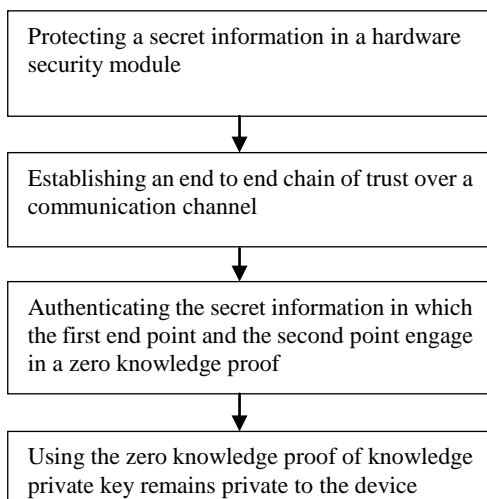 Protecting a secret information in a hardware
security module
Establishing an end to end chain of trust over a
communication channel
Authenticating the secret information in which
the first end point and the second point engage
in a zero knowledge proof
Using the zero knowledge proof of knowledge
private key remains private to the device